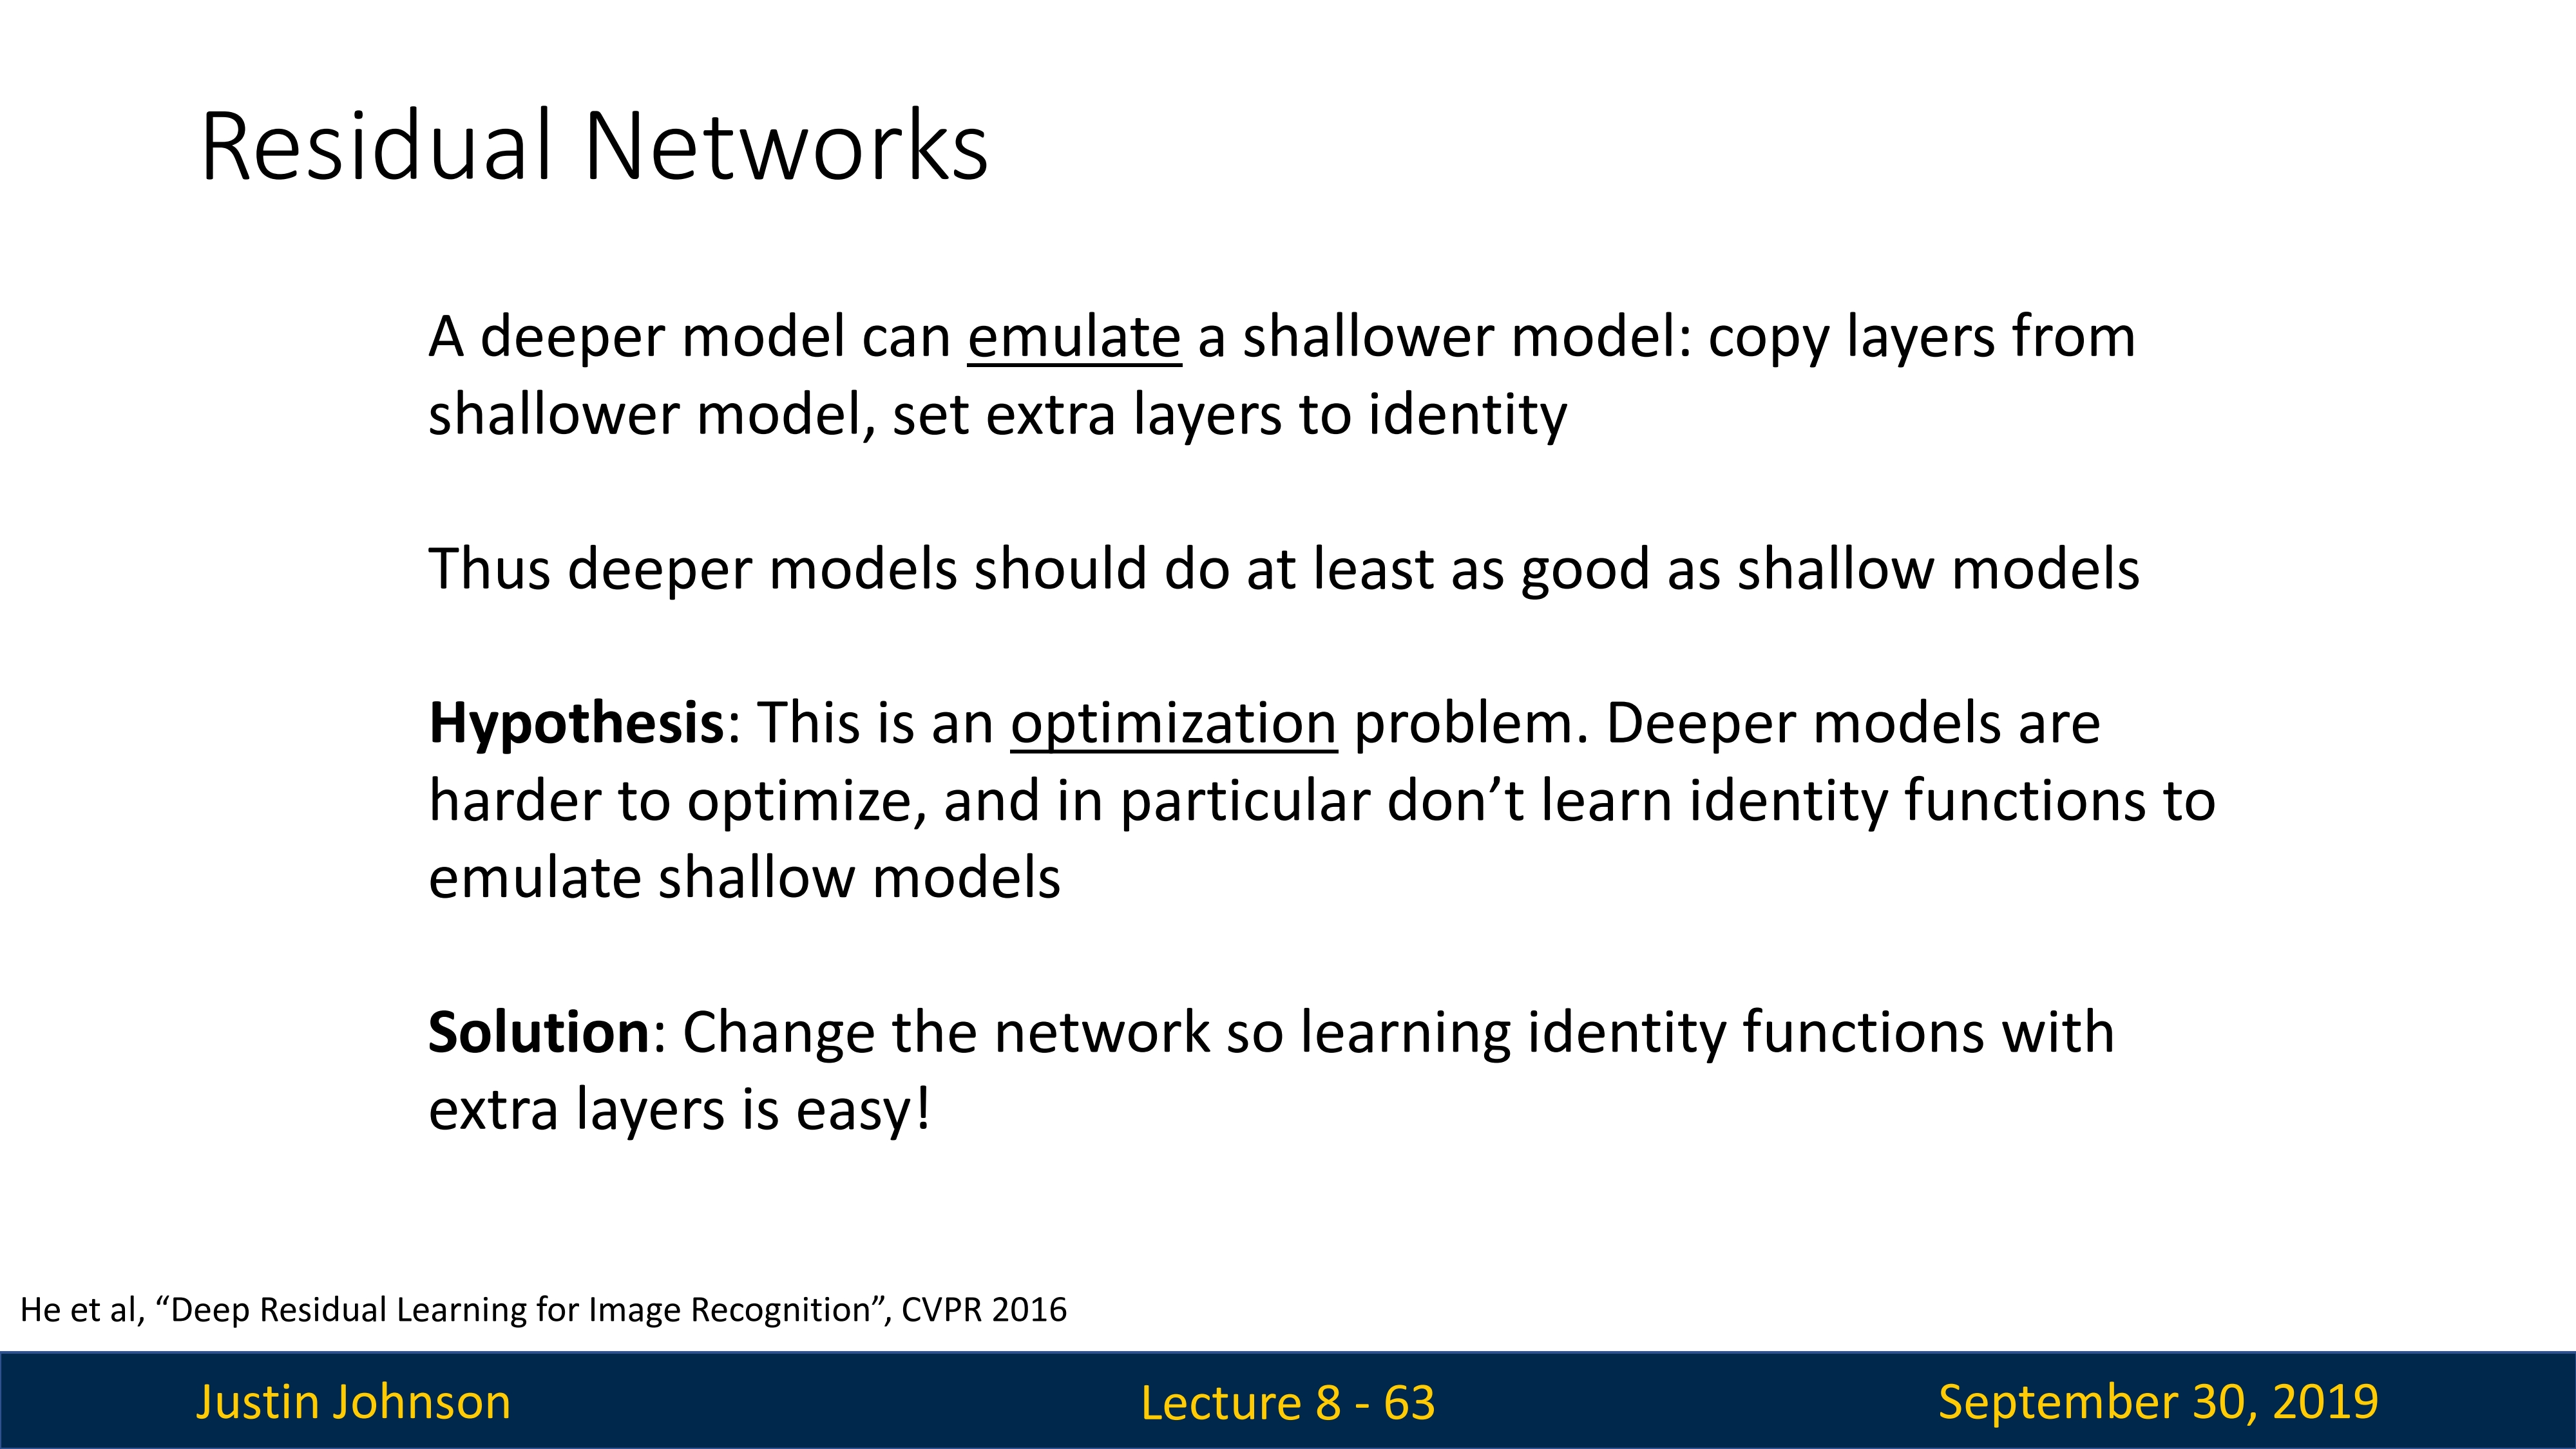 Residual Networks
A deeper model can emulate a shallower model: copy layers from
shallower model, set extra layers to identity
Thus deeper models should do at least as good as shallow models
Hypothesis: This is an optimization problem. Deeper models are
harder to optimize, and in particular don’t learn identity functions to
emulate shallow models
Solution: Change the network so learning identity functions with
extra layers is easy!
He et al, “Deep Residual Learning for Image Recognition”, CVPR 2016
Justin Johnson
Lecture 8 - 63
September 30, 2019